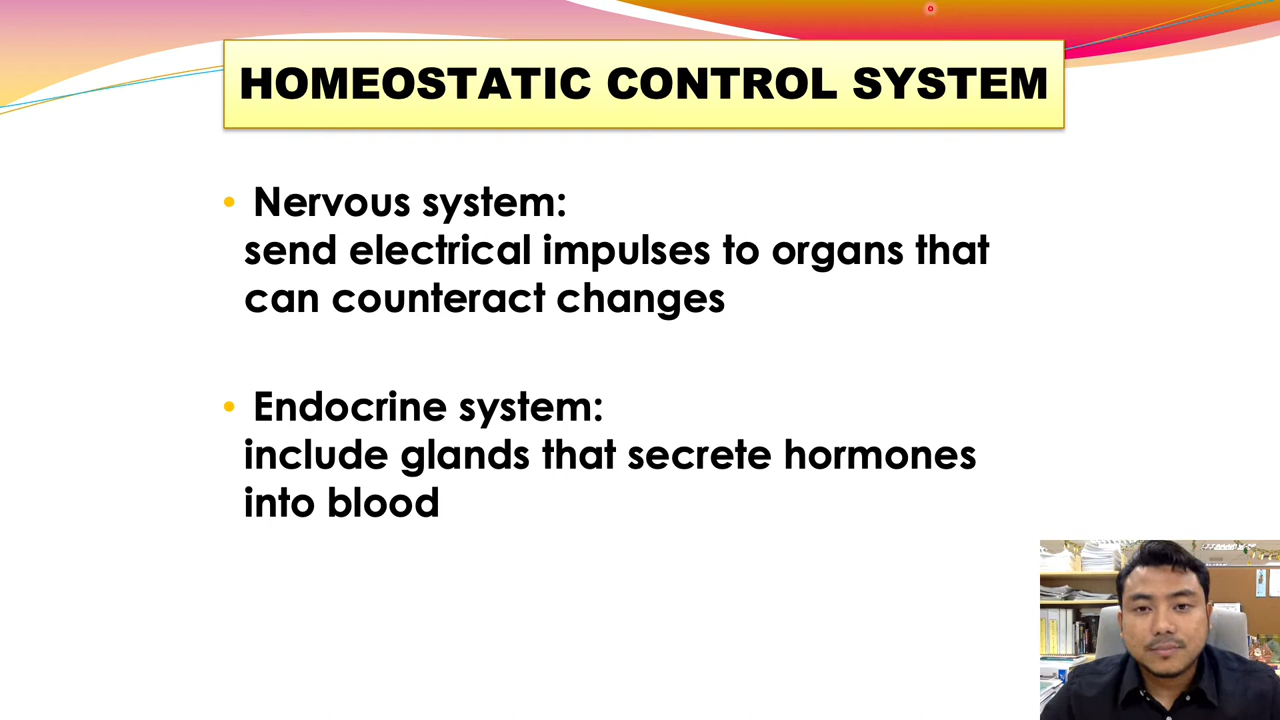 HOMEOSTATIC CONTROL SYSTEM
• Nervous system:
send electrical impulses to organs that
can counteract changes
• Endocrine system:
include glands that secrete hormones
into blood